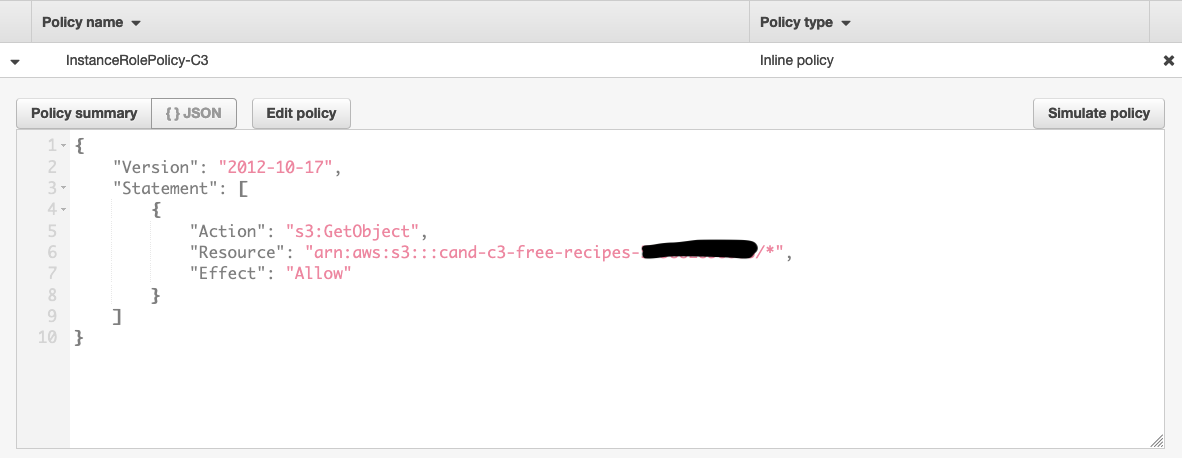 Policy name Policy type
InstanceRolePolicy-C3 Inline policy
Policy summary { } JSON Edit policy Simulate policy
1 {
2 "Version": "2012-10-17",
3 "Statement": [
4 {
5 "Action": "s3:GetObject",
6 "Resource": "arn:aws:s3:::cand-c3-free-recipes- /*",
7 "Effect": "Allow"
8 }
9 ]
10 }